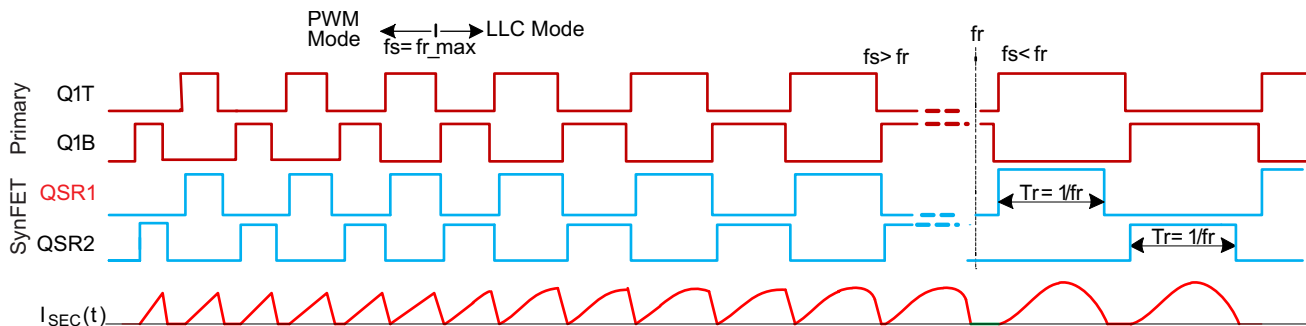 PWM Mode
LLC Mode
fs= fr_max
fs> fr
fr
fs< fr
Primary
Q1T
Q1B
SynFET
QSR1
Tr= 1/fr
QSR2
Tr= 1/fr
ISEC(t)